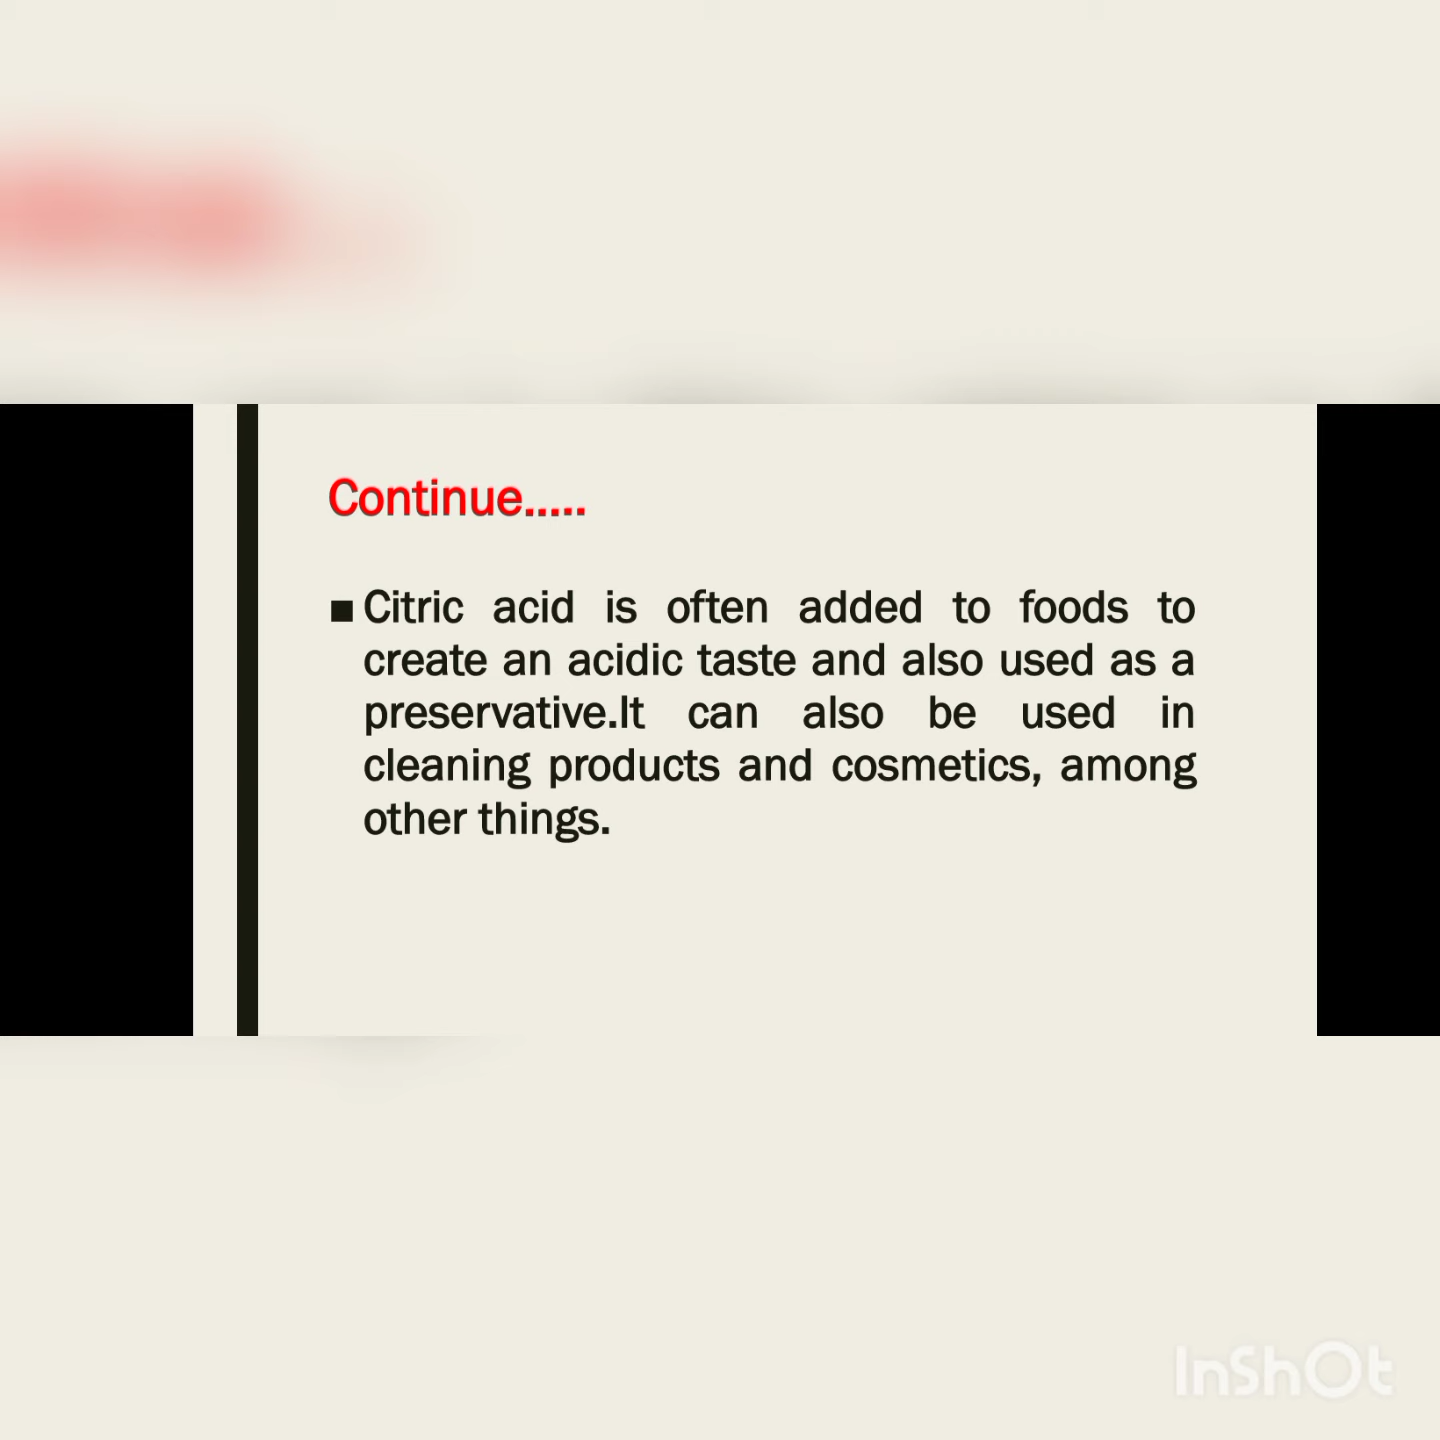 Continue.....
■ Citric acid is often added to foods to
create an acidic taste and also used as a
preservative.It can also be used in
cleaning products and cosmetics, among
other things.
InShOt